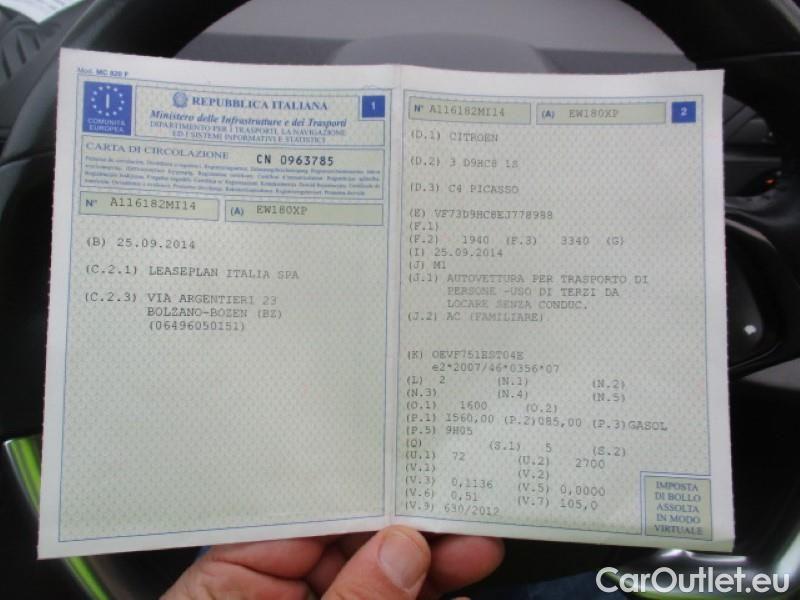 Mod. MC 820 F
I
COMUNITÀ
EUROPEA
REPUBBLICA ITALIANA
1
Ministero delle Infrastrutture e dei Trasporti
DIPARTIMENTO PER I TRASPORTI, LA NAVIGAZIONE
ED I SISTEMI INFORMATIVI E STATISTICI
CARTA DI CIRCOLAZIONE
CN 0963785
N° A116182MI14
(A) EW180XP
(B) 25.09.2014
(C.2.1) LEASEPLAN ITALIA SPA
(C.2.3) VIA ARGENTIERI 23
BOLZANO-BOZEN (BZ)
(06496050151)
N° A116182MI14
(A) EW180XP
2
(D.1) CITROEN
(D.2) 3 D9HC8 1S
(D.3) C4 PICASSO
(E) VF73D9HC8EJ778988
(F.1)
(F.2) 1940 (F.3) 3340 (G)
(I) 25.09.2014
(J) M1
(J.1) AUTOVETTURA PER TRASPORTO DI
PERSONE -USO DI TERZI DA
LOCARE SENZA CONDUC.
(J.2) AC (FAMILIARE)
(K) OEVF751EST04E
e2*2007/46*0356*07
(L) 2 (N.1) (N.2)
(N.3) (N.4) (N.5)
(O.1) 1600 (O.2)
(P.1) 1560,00 (P.2)085,00 (P.3)GASOL
(P.5) 9H05
(Q) (S.1) 5 (S.2)
(U.1) 72 (U.2) 2700
(V.1) (V.2)
(V.3) 0,1136 (V.5) 0,0000
(V.6) 0,51 (V.7) 105,0
(V.9) 630/2012
IMPOSTA
DI BOLLO
ASSOLTA
IN MODO
VIRTUALE
CarOutlet.eu